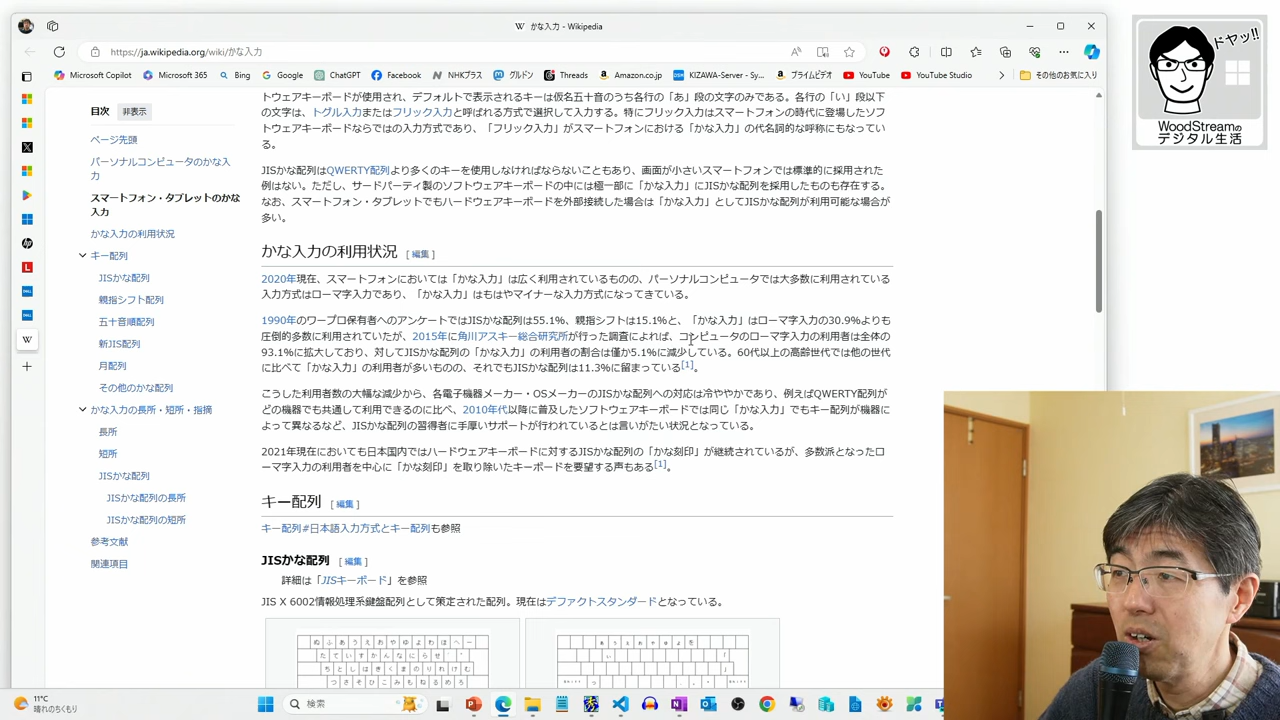 かな入力 - Wikipedia
https://ja.wikipedia.org/wiki/かな入力
Microsoft Copilot
Microsoft 365
Bing
Google
ChatGPT
Facebook
NHKプラス
グルドン
Threads
Amazon.co.jp
KIZAWA-Server - Sy...
プライムビデオ
YouTube
YouTube Studio
その他のお気に入り
ドヤッ!!
WoodStreamの
デジタル生活
目次 非表示
ページ先頭
パーソナルコンピュータのかな入
力
スマートフォン・タブレットのかな
入力
かな入力の利用状況
キー配列
JISかな配列
親指シフト配列
五十音順配列
新JIS配列
月配列
その他のかな配列
かな入力の長所・短所・指摘
長所
短所
JISかな配列
JISかな配列の長所
JISかな配列の短所
参考文献
関連項目
トウェアキーボードが使用され、デフォルトで表示されるキーは仮名五十音のうち各行の「あ」段の文字のみである。各行の「い」段以下
の文字は、トグル入力またはフリック入力と呼ばれる方式で選択して入力する。特にフリック入力はスマートフォンの時代に登場したソフ
トウェアキーボードならではの入力方式であり、「フリック入力」がスマートフォンにおける「かな入力」の代名詞的な呼称にもなってい
る。
JISかな配列はQWERTY配列より多くのキーを使用しなければならないこともあり、画面が小さいスマートフォンでは標準的に採用された
例はない。ただし、サードパーティ製のソフトウェアキーボードの中には極一部に「かな入力」にJISかな配列を採用したものも存在する。
なお、スマートフォン・タブレットでもハードウェアキーボードを外部接続した場合は「かな入力」としてJISかな配列が利用可能な場合が
多い。
かな入力の利用状況 [編集]
2020年現在、スマートフォンにおいては「かな入力」は広く利用されているものの、パーソナルコンピュータでは大多数に利用されている
入力方式はローマ字入力であり、「かな入力」はもはやマイナーな入力方式になってきている。
1990年のワープロ保有者へのアンケートではJISかな配列は55.1%、親指シフトは15.1%と、「かな入力」はローマ字入力の30.9%よりも
圧倒的多数に利用されていたが、2015年に角川アスキー総合研究所が行った調査によれば、コンピュータのローマ字入力の利用者は全体の
93.1%に拡大しており、対してJISかな配列の「かな入力」の利用者の割合は僅か5.1%に減少している。60代以上の高齢世代では他の世代
に比べて「かな入力」の利用者が多いものの、それでもJISかな配列は11.3%に留まっている[1]。
こうした利用者数の大幅な減少から、各電子機器メーカー・OSメーカーのJISかな配列への対応は冷ややかであり、例えばQWERTY配列が
どの機器でも共通して利用できるのに比べ、2010年代以降に普及したソフトウェアキーボードでは同じ「かな入力」でもキー配列が機器に
よって異なるなど、JISかな配列の習得者に手厚いサポートが行われているとは言いがたい状況となっている。
2021年現在においても日本国内ではハードウェアキーボードに対するJISかな配列の「かな刻印」が継続されているが、多数派となったロ
ーマ字入力の利用者を中心に「かな刻印」を取り除いたキーボードを要望する声もある[1]。
キー配列 [編集]
キー配列#日本語入力方式とキー配列も参照
JISかな配列 [編集]
詳細は「JISキーボード」を参照
JIS X 6002情報処理系鍵盤配列として策定された配列。現在はデファクトスタンダードとなっている。
ぬ ふ あ う え お や ゆ よ わ ほ へ ー
た て い す か ん な に ら せ ゛ ゜
ち と し は き く ま の り れ け む
つ さ そ ひ こ み も ね る め ろ
11°C
晴れのちくもり
検索